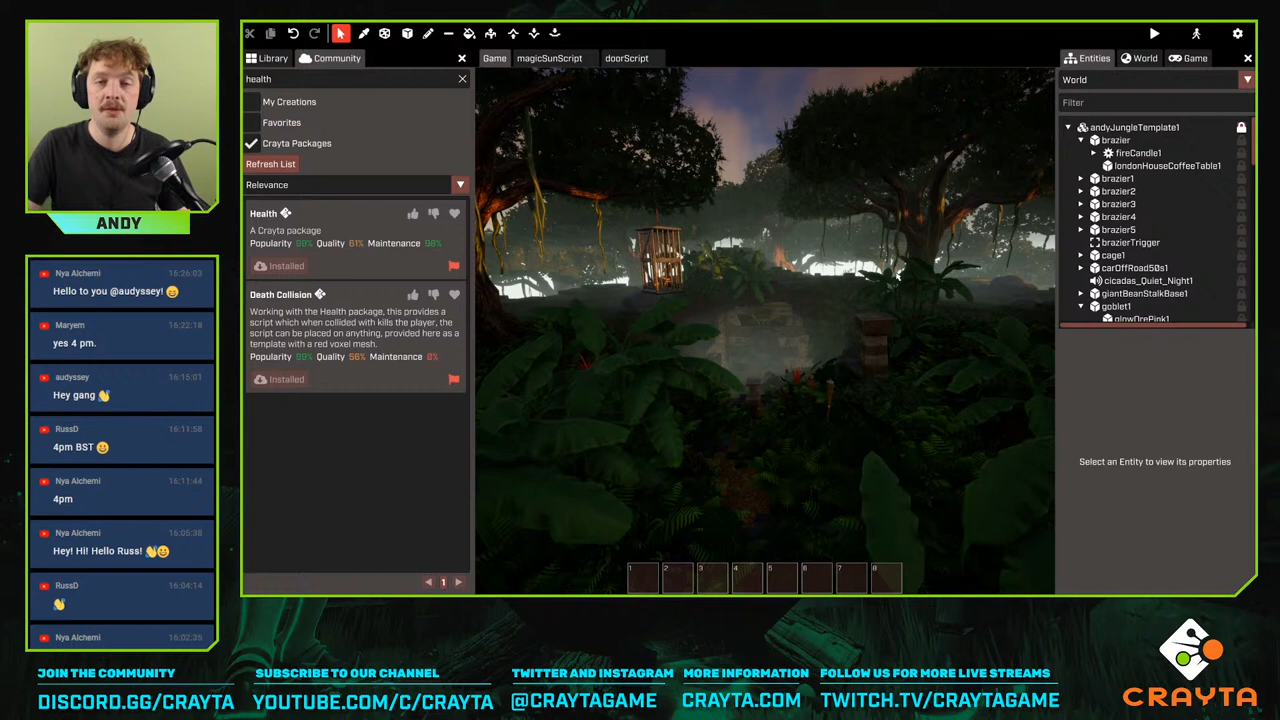 Library
Community
Game
magicSunScript
doorScript
Entities
World
Game
health
My Creations
Favorites
Crayta Packages
Refresh List
Relevance
Health
A Crayta package
Popularity 99% Quality 61% Maintenance 98%
Installed
Death Collision
Working with the Health package, this provides a
script which when collided with kills the player, the
script can be placed on anything, provided here as a
template with a red voxel mesh.
Popularity 99% Quality 56% Maintenance 0%
Installed
1
1 2 3 4 5 6 7 8
World
Filter
andyJungleTemplate1
brazier
fireCandle1
londonHouseCoffeeTable1
brazier1
brazier2
brazier3
brazier4
brazier5
brazierTrigger
cage1
carOffRoad50s1
cicadas_Quiet_Night1
giantBeanStalkBase1
goblet1
glowOrePink1
Select an Entity to view its properties
ANDY
Nya Alchemi 16:26:03
Hello to you @audyssey! 😄
Maryem 16:22:18
yes 4 pm.
audyssey 16:15:01
Hey gang 👋
RussD 16:11:58
4pm BST 😀
Nya Alchemi 16:11:44
4pm
Nya Alchemi 16:05:38
Hey! Hi! Hello Russ! 👋😀
RussD 16:04:14
👋
Nya Alchemi 16:02:35
JOIN THE COMMUNITY
DISCORD.GG/CRAYTA
SUBSCRIBE TO OUR CHANNEL
YOUTUBE.COM/C/CRAYTA
TWITTER AND INSTAGRAM
@CRAYTAGAME
MORE INFORMATION
CRAYTA.COM
FOLLOW US FOR MORE LIVE STREAMS
TWITCH.TV/CRAYTAGAME
CRAYTA